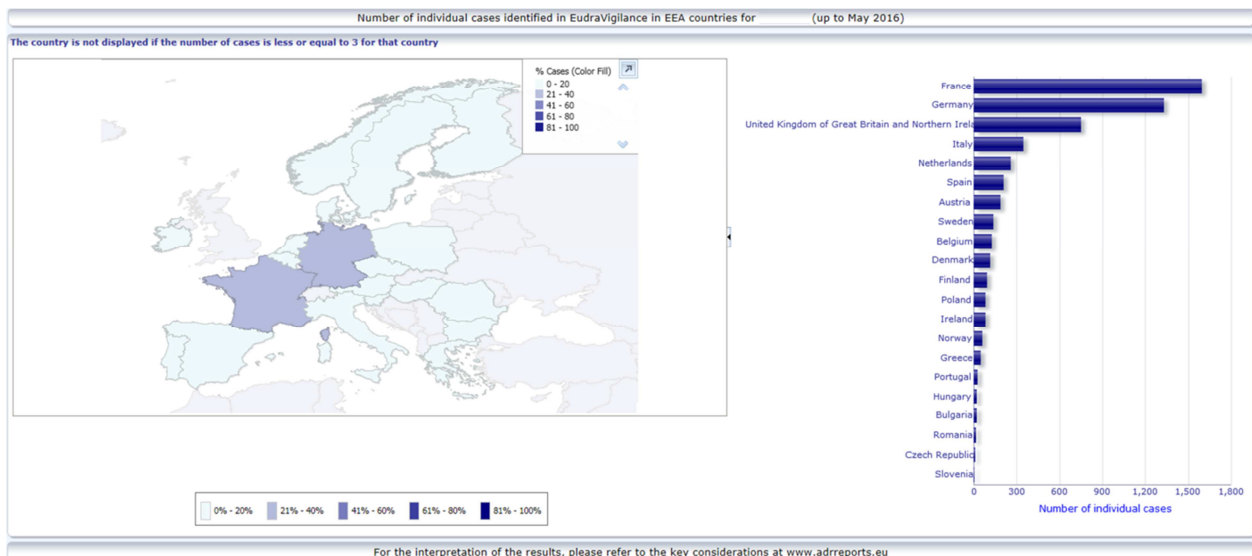 Number of individual cases identified in EudraVigilance in EEA countries for (up to May 2016)
The country is not displayed if the number of cases is less or equal to 3 for that country
% Cases (Color Fill)
0 - 20
21 - 40
41 - 60
61 - 80
81 - 100
0% - 20%
21% - 40%
41% - 60%
61% - 80%
81% - 100%
France
Germany
United Kingdom of Great Britain and Northern Irela
Italy
Netherlands
Spain
Austria
Sweden
Belgium
Denmark
Finland
Poland
Ireland
Norway
Greece
Portugal
Hungary
Bulgaria
Romania
Czech Republic
Slovenia
0 300 600 900 1,200 1,500 1,800
Number of individual cases
For the interpretation of the results, please refer to the key considerations at www.adrreports.eu